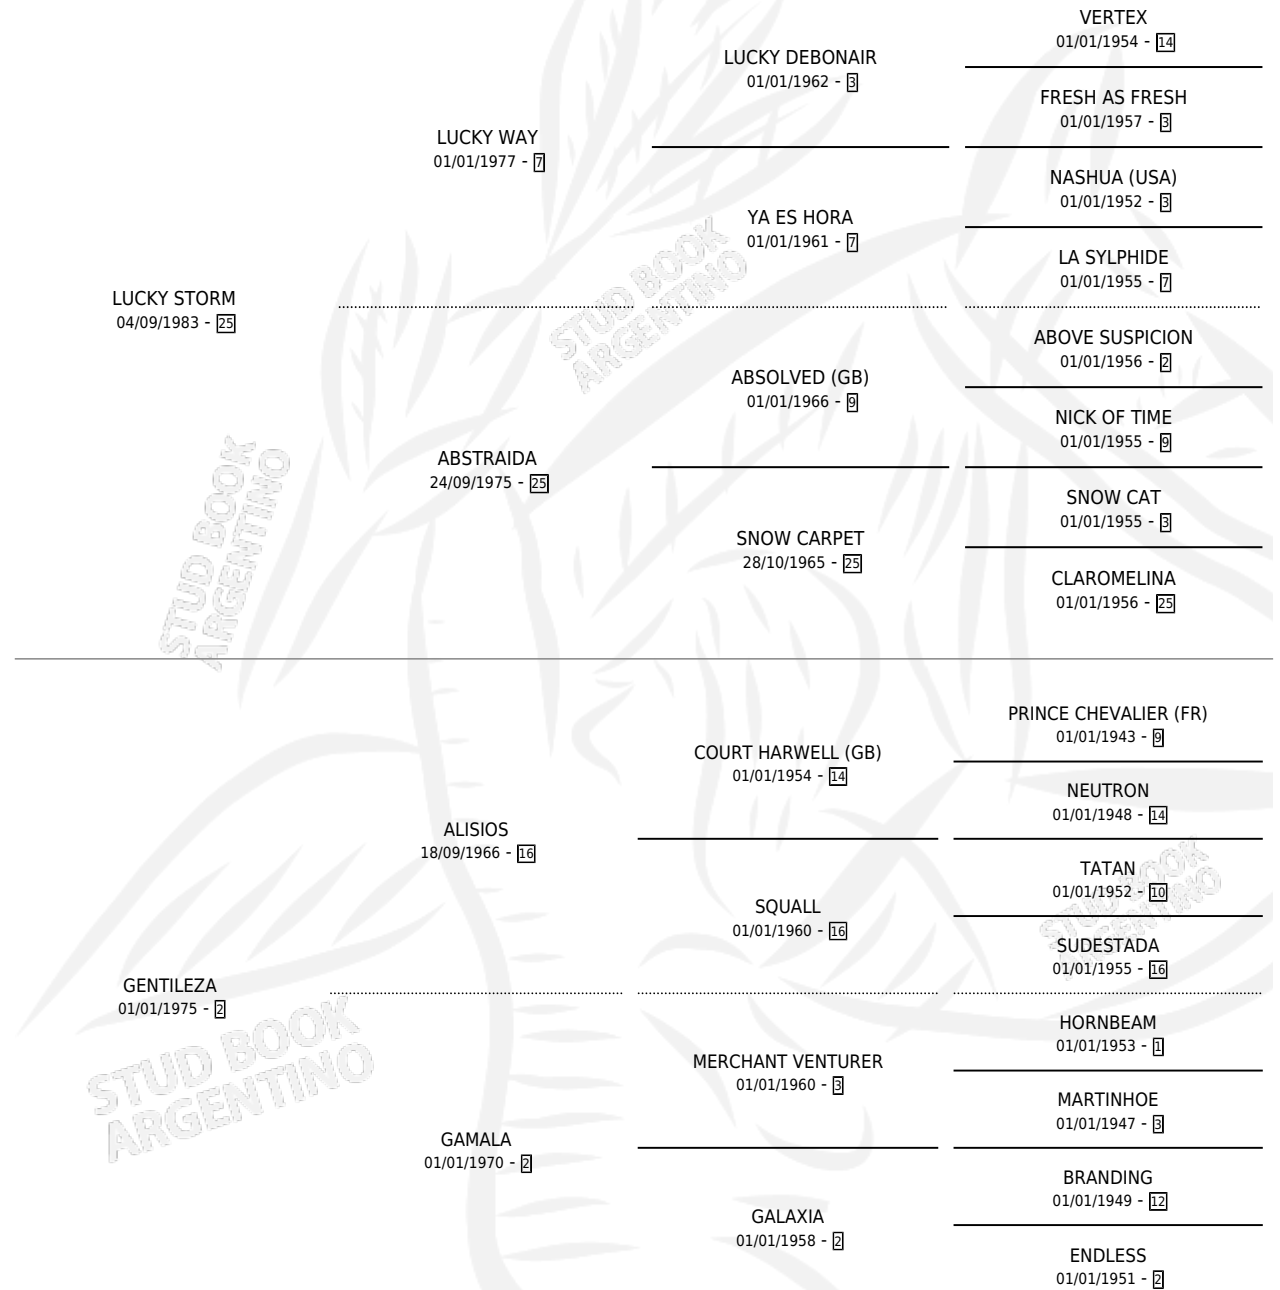 VERTEX
01/01/1954 - 14
LUCKY DEBONAIR
01/01/1962 - 3
FRESH AS FRESH
01/01/1957 - 3
LUCKY WAY
01/01/1977 - 7
NASHUA (USA)
01/01/1952 - 3
YA ES HORA
01/01/1961 - 7
LA SYLPHIDE
01/01/1955 - 7
LUCKY STORM
04/09/1983 - 25
STUD BOOK
ARGENTINO
ABOVE SUSPICION
01/01/1956 - 2
ABSOLVED (GB)
01/01/1966 - 9
NICK OF TIME
01/01/1955 - 9
ABSTRAIDA
24/09/1975 - 25
SNOW CAT
01/01/1955 - 3
SNOW CARPET
28/10/1965 - 25
CLAROMELINA
01/01/1956 - 25
STUD BOOK
ARGENTINO
PRINCE CHEVALIER (FR)
01/01/1943 - 9
COURT HARWELL (GB)
01/01/1954 - 14
NEUTRON
01/01/1948 - 14
ALISIOS
18/09/1966 - 16
TATAN
01/01/1952 - 10
SQUALL
01/01/1960 - 16
STUD BOOK
ARGENTINO
SUDESTADA
01/01/1955 - 16
GENTILEZA
01/01/1975 - 2
HORNBEAM
01/01/1953 - 1
MERCHANT VENTURER
01/01/1960 - 3
STUD BOOK
ARGENTINO
MARTINHOE
01/01/1947 - 3
GAMALA
01/01/1970 - 2
BRANDING
01/01/1949 - 12
GALAXIA
01/01/1958 - 2
ENDLESS
01/01/1951 - 2